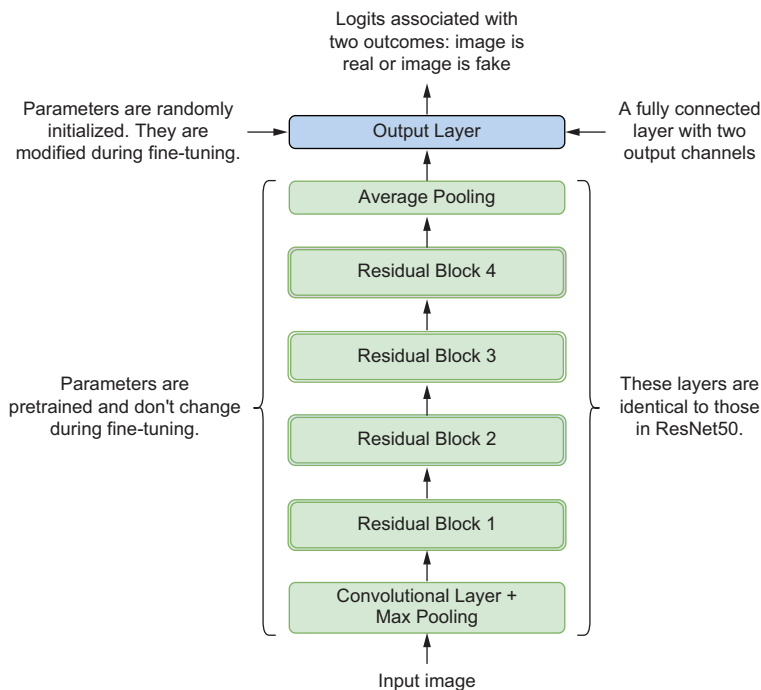 Logits associated with
two outcomes: image is
real or image is fake
Parameters are randomly
initialized. They are
modified during fine-tuning.
Output Layer
A fully connected
layer with two
output channels
Average Pooling
Residual Block 4
Residual Block 3
Parameters are
pretrained and don't change
during fine-tuning.
These layers are
identical to those
in ResNet50.
Residual Block 2
Residual Block 1
Convolutional Layer +
Max Pooling
Input image